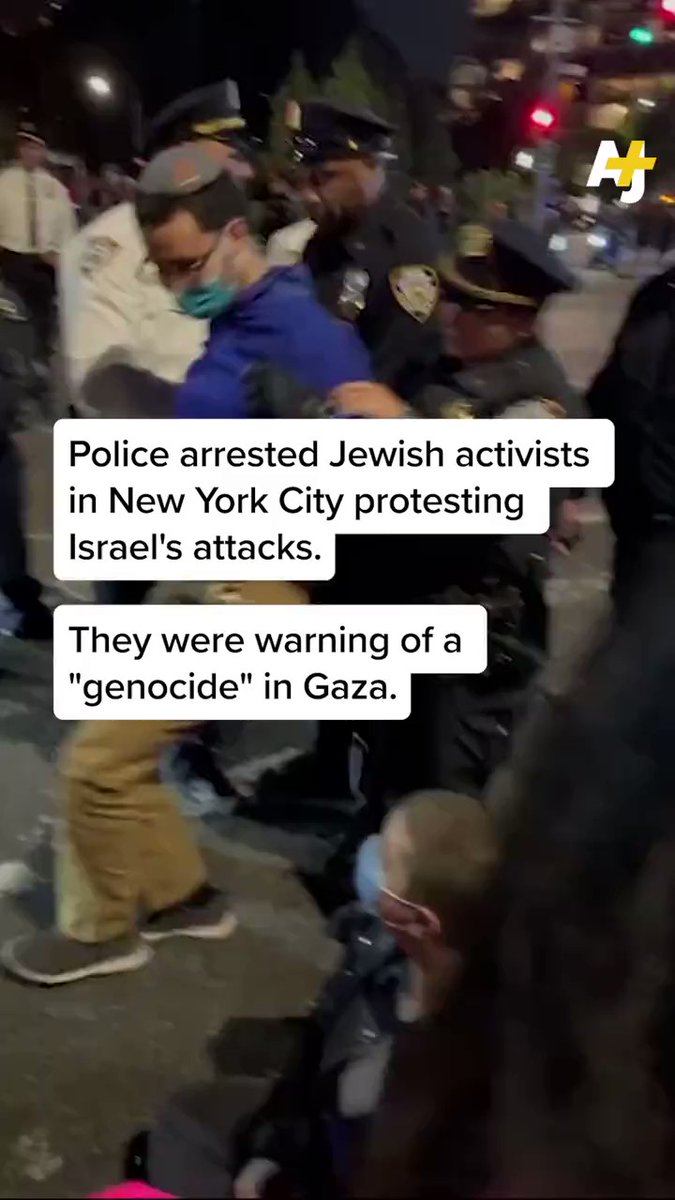 AJ+
Police arrested Jewish activists
in New York City protesting
Israel's attacks.
They were warning of a
"genocide" in Gaza.